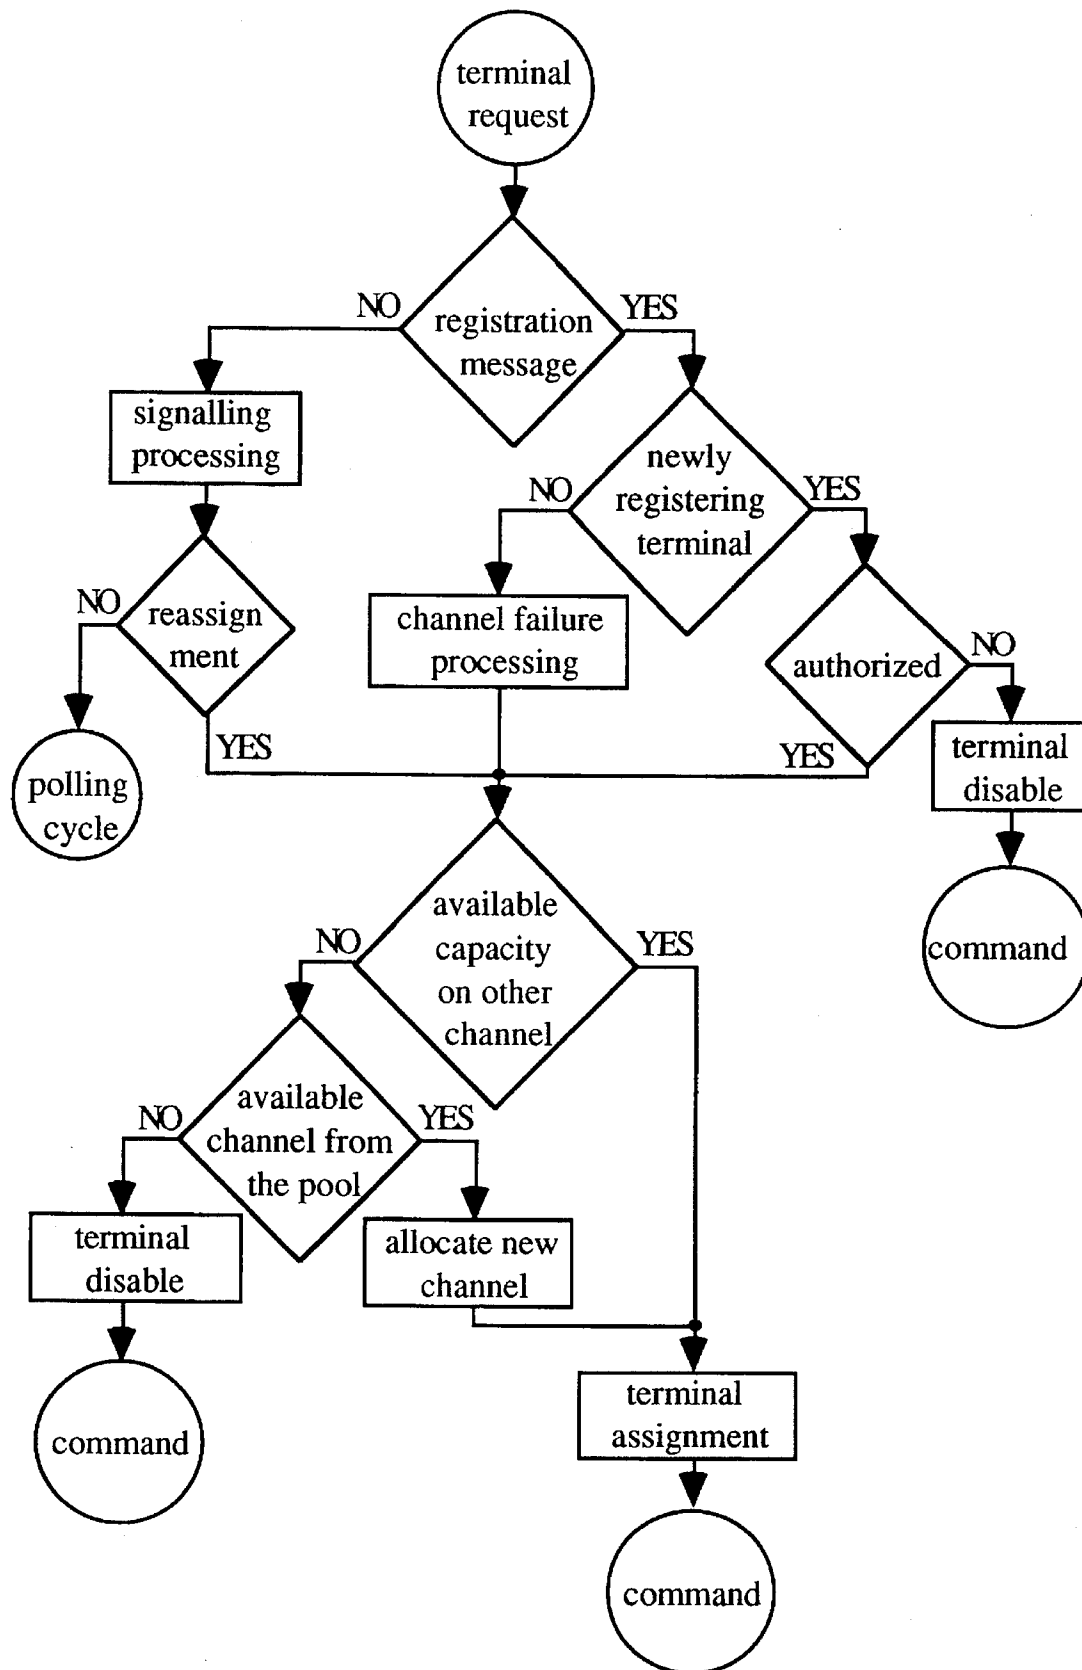 terminal
request
NO
YES
registration
message
signalling
processing
newly
registering
terminal
NO
YES
NO
reassign
ment
channel failure
processing
authorized
NO
YES
YES
terminal
disable
polling
cycle
available
capacity
on other
channel
NO
YES
command
available
channel from
the pool
NO
YES
terminal
disable
allocate new
channel
terminal
assignment
command
command